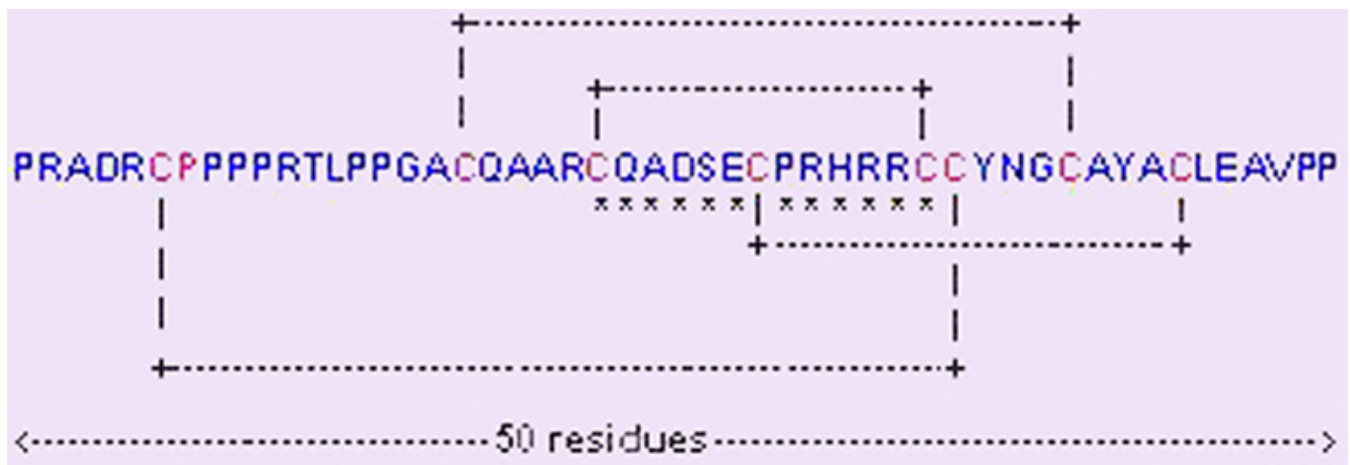 PRADRCPPPPRTLPPGACQAARCQADSECPRHRRCCYNGCAYACLEAVPP
****** ******
50 residues